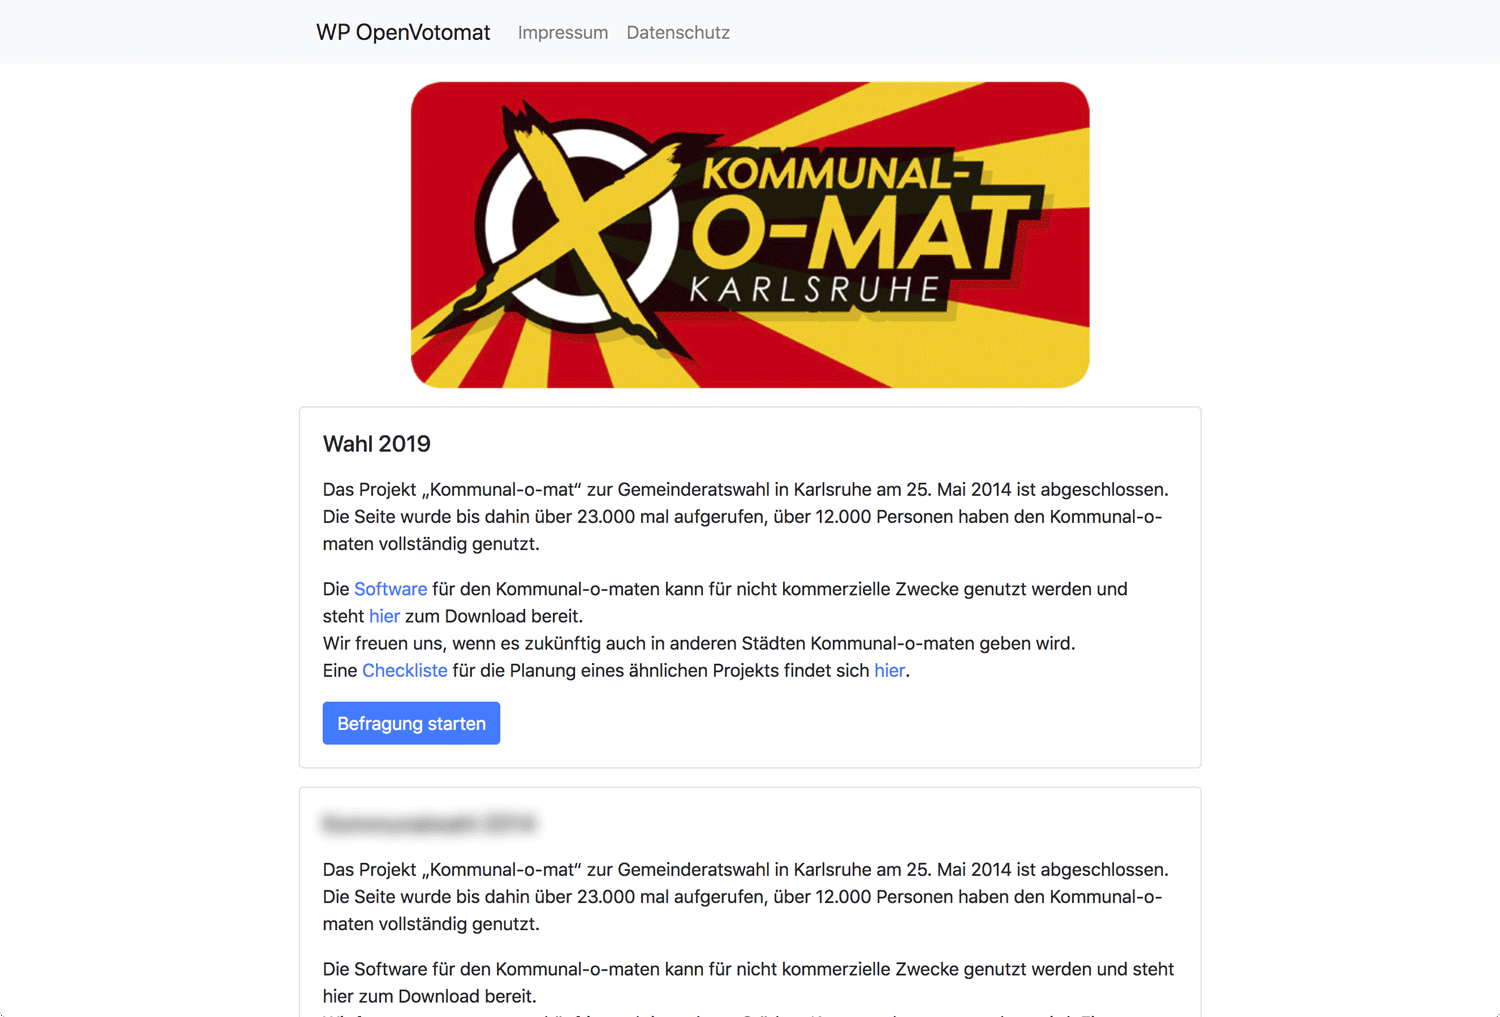 WP OpenVotomat Impressum Datenschutz
KOMMUNAL-
O-MAT
KARLSRUHE
Wahl 2019
Das Projekt „Kommunal-o-mat“ zur Gemeinderatswahl in Karlsruhe am 25. Mai 2014 ist abgeschlossen.
Die Seite wurde bis dahin über 23.000 mal aufgerufen, über 12.000 Personen haben den Kommunal-o-
maten vollständig genutzt.
Die Software für den Kommunal-o-maten kann für nicht kommerzielle Zwecke genutzt werden und
steht hier zum Download bereit.
Wir freuen uns, wenn es zukünftig auch in anderen Städten Kommunal-o-maten geben wird.
Eine Checkliste für die Planung eines ähnlichen Projekts findet sich hier.
Befragung starten
Das Projekt „Kommunal-o-mat“ zur Gemeinderatswahl in Karlsruhe am 25. Mai 2014 ist abgeschlossen.
Die Seite wurde bis dahin über 23.000 mal aufgerufen, über 12.000 Personen haben den Kommunal-o-
maten vollständig genutzt.
Die Software für den Kommunal-o-maten kann für nicht kommerzielle Zwecke genutzt werden und steht
hier zum Download bereit.